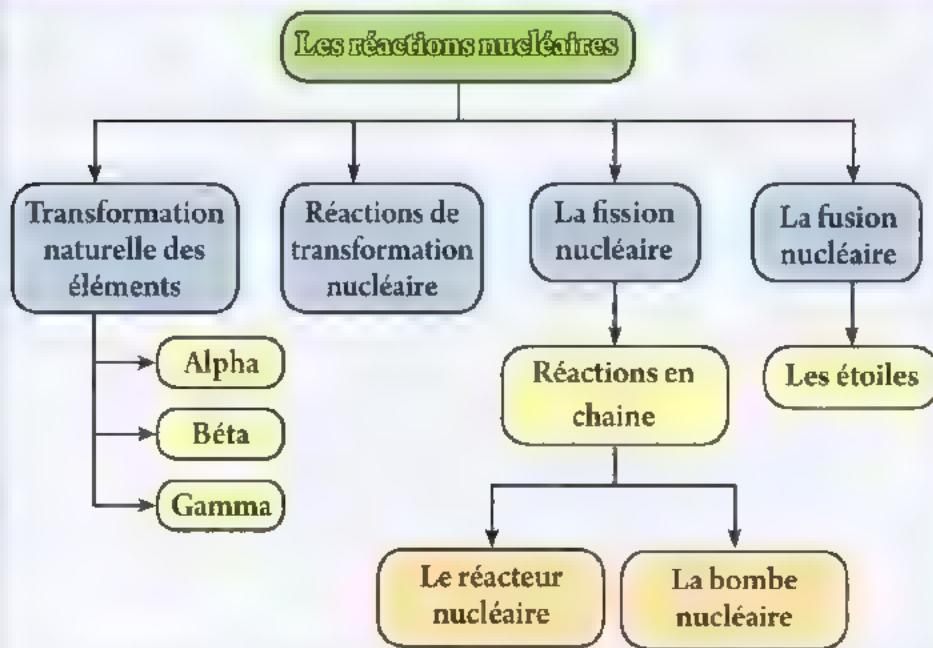 Les réactions nucléaires
Transformation
naturelle des
éléments
Réactions de
transformation
nucléaire
La fission
nucléaire
La fusion
nucléaire
Alpha
Béta
Gamma
Réactions en
chaine
Les étoiles
Le réacteur
nucléaire
La bombe
nucléaire